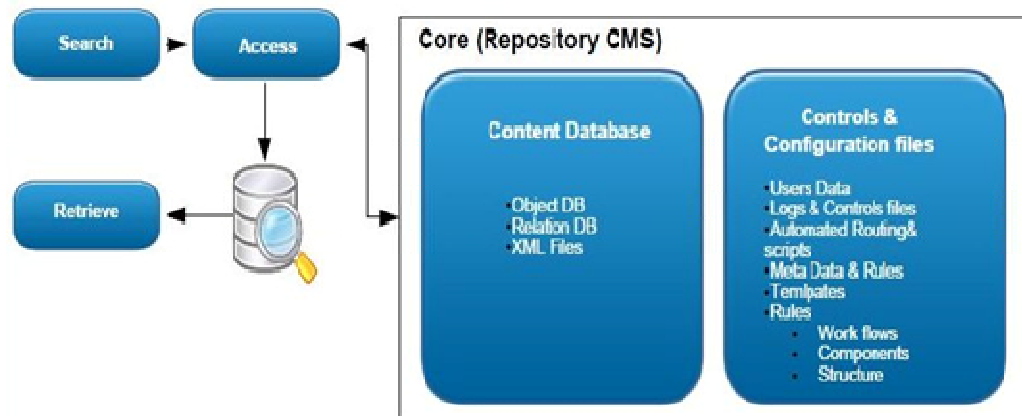 Search
Access
Retrieve
Core (Repository CMS)
Content Database
•Object DB
•Relation DB
•XML Files
Controls &
Configuration files
•Users Data
•Logs & Controls files
•Automated Routing&
scripts
•Meta Data & Rules
•Temlpates
•Rules
• Work flows
• Components
• Structure